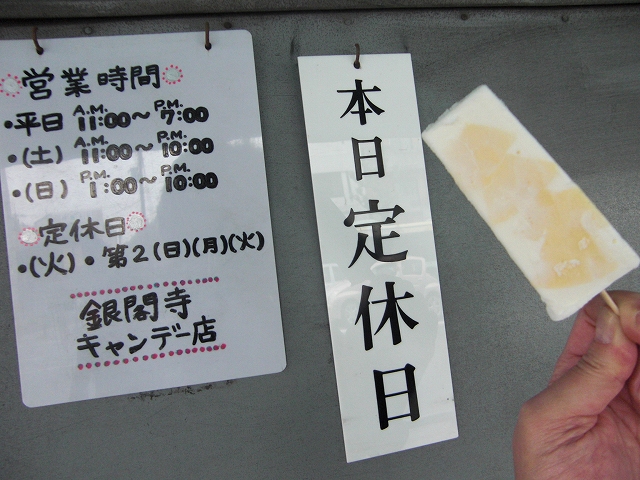 営業時間
・平日 A.M. 11:00〜P.M. 7:00
・(土) A.M. 11:00〜P.M. 10:00
・(日) P.M. 1:00〜P.M. 10:00
定休日
・(火)・第2(日)(月)(火)
銀閣寺
キャンデー店
本日定休日